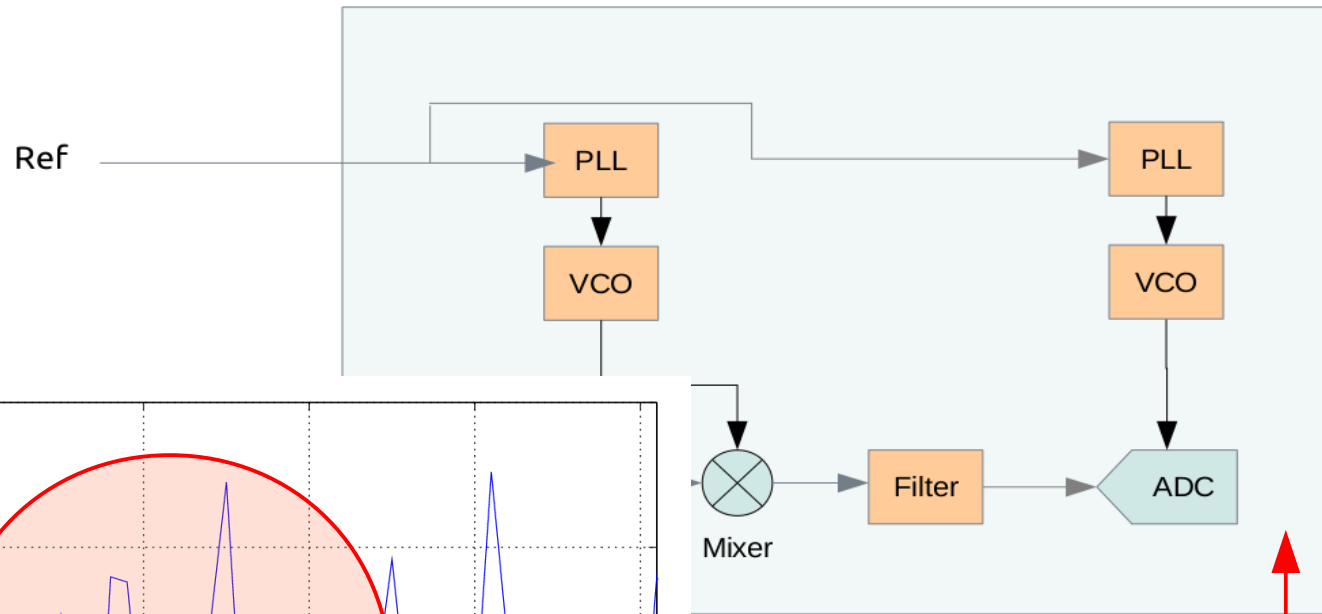 Ref
PLL
PLL
VCO
VCO
Filter
ADC
Mixer